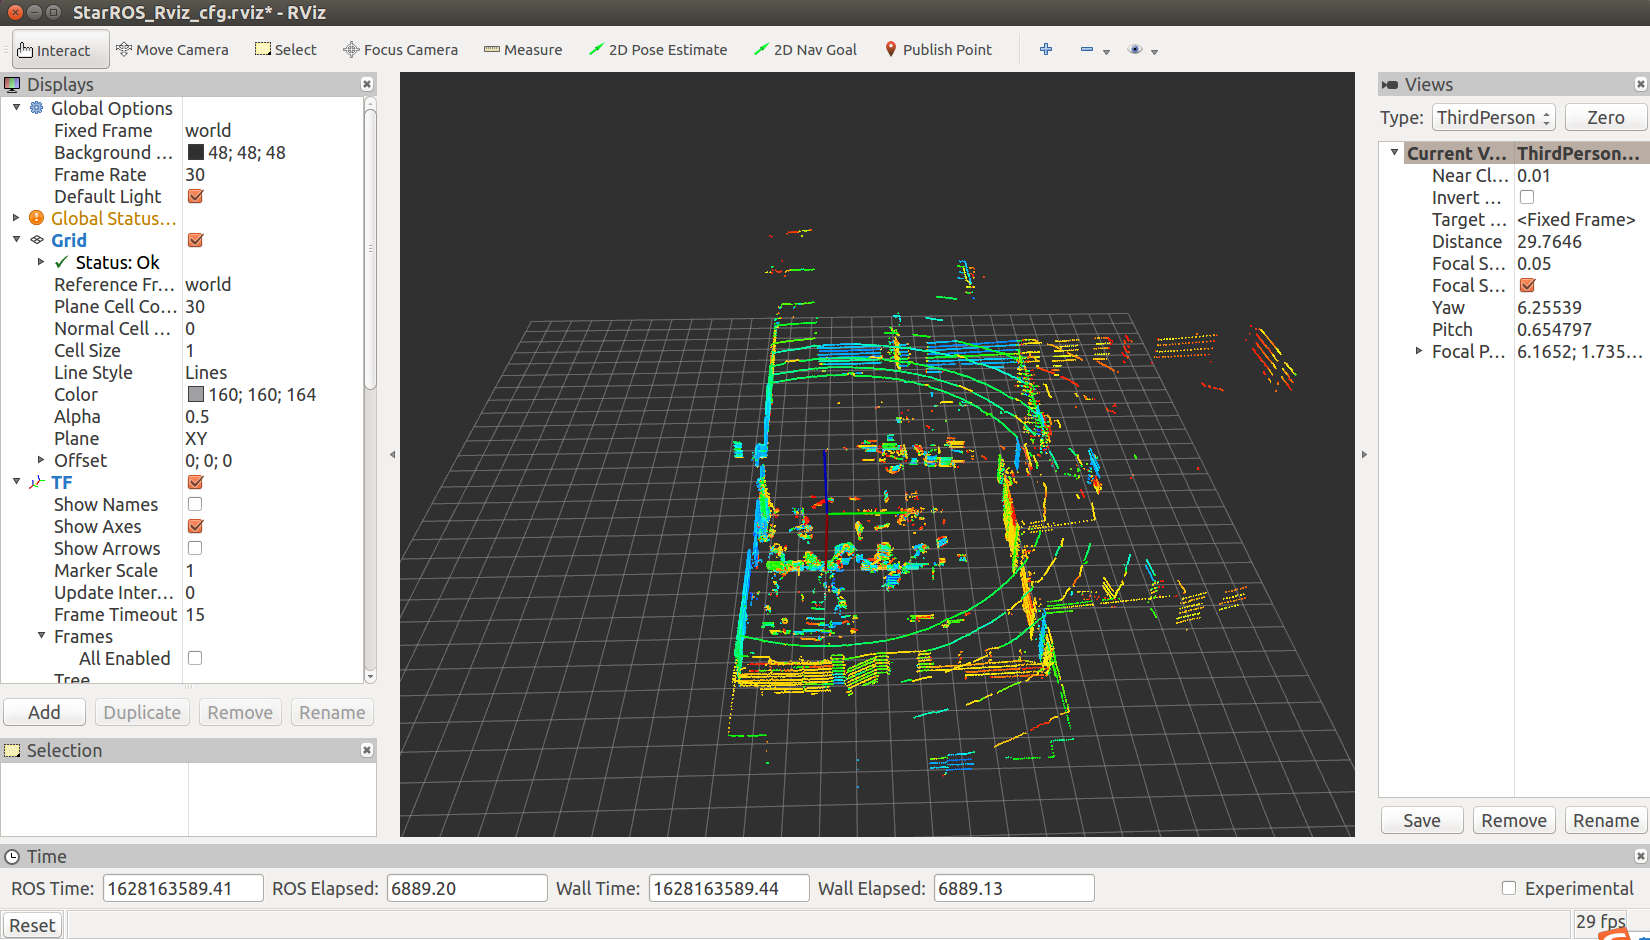 StarROS_Rviz_cfg.rviz* - RViz
Interact Move Camera Select Focus Camera Measure 2D Pose Estimate 2D Nav Goal Publish Point
Displays
Global Options
Fixed Frame world
Background ... 48; 48; 48
Frame Rate 30
Default Light
Global Status...
Grid
Status: Ok
Reference Fr... world
Plane Cell Co... 30
Normal Cell ... 0
Cell Size 1
Line Style Lines
Color 160; 160; 164
Alpha 0.5
Plane XY
Offset 0; 0; 0
TF
Show Names
Show Axes
Show Arrows
Marker Scale 1
Update Inter... 0
Frame Timeout 15
Frames
All Enabled
Tree
Add Duplicate Remove Rename
Selection
Views
Type: ThirdPerson Zero
Current V... ThirdPerson...
Near Cl... 0.01
Invert ...
Target ... <Fixed Frame>
Distance 29.7646
Focal S... 0.05
Focal S...
Yaw 6.25539
Pitch 0.654797
Focal P... 6.1652; 1.735...
Save Remove Rename
Time
ROS Time: 1628163589.41 ROS Elapsed: 6889.20 Wall Time: 1628163589.44 Wall Elapsed: 6889.13 Experimental
Reset 29 fps